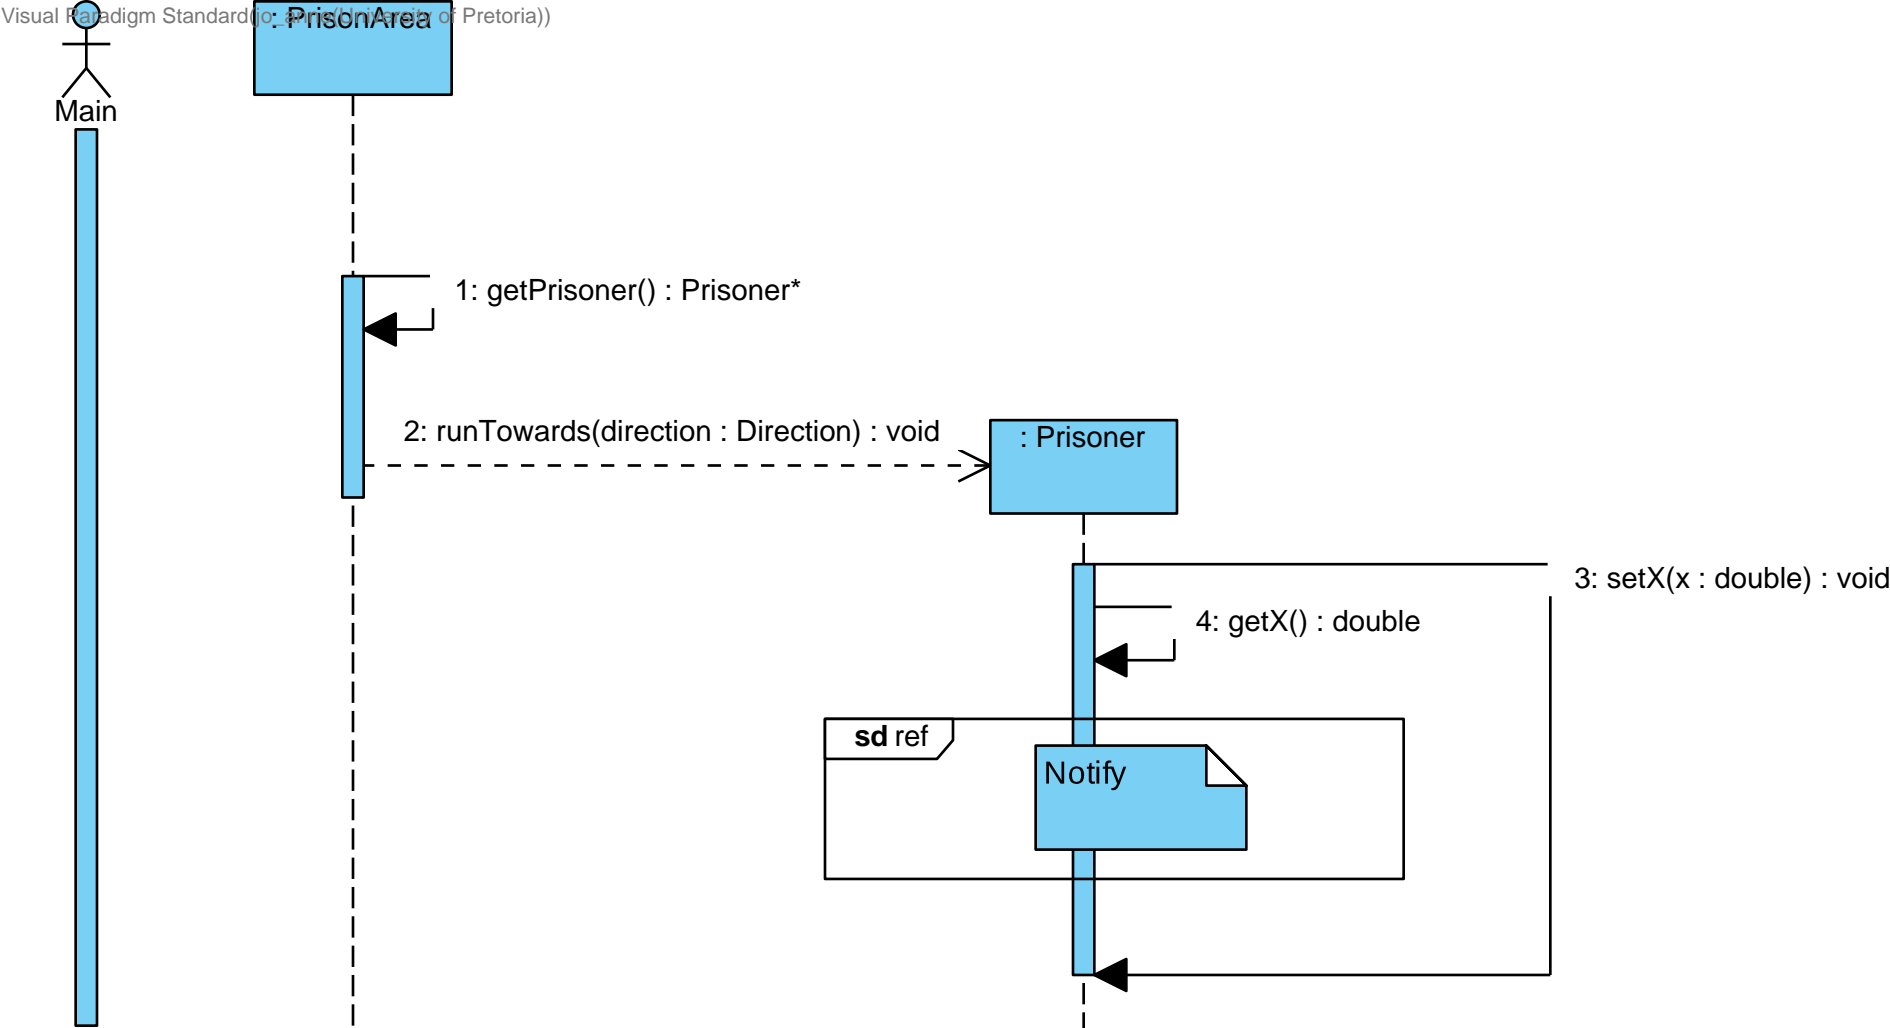 Visual Paradigm Standard(jo_anne(University of Pretoria))
: PrisonArea
Main
1: getPrisoner() : Prisoner*
2: runTowards(direction : Direction) : void
: Prisoner
3: setX(x : double) : void
4: getX() : double
sd ref
Notify